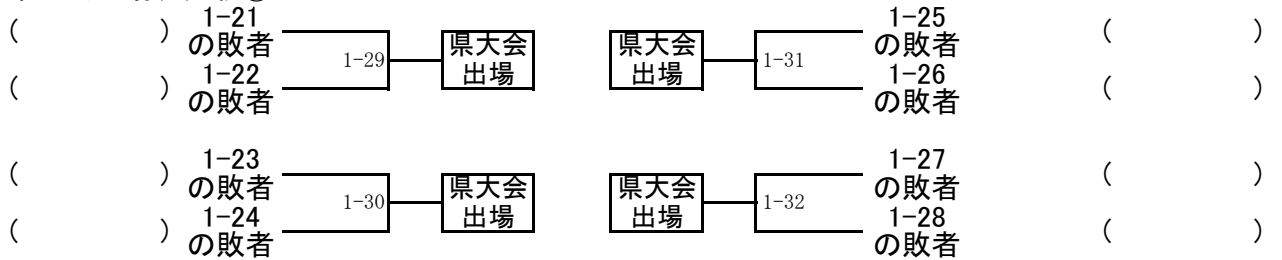 ( ) 1-21
の敗者
1-29 県大会
出場
( ) 1-22
の敗者
県大会
出場 1-31
1-25
の敗者 ( )
1-26
の敗者 ( )
( ) 1-23
の敗者
1-30 県大会
出場
( ) 1-24
の敗者
県大会
出場 1-32
1-27
の敗者 ( )
1-28
の敗者 ( )